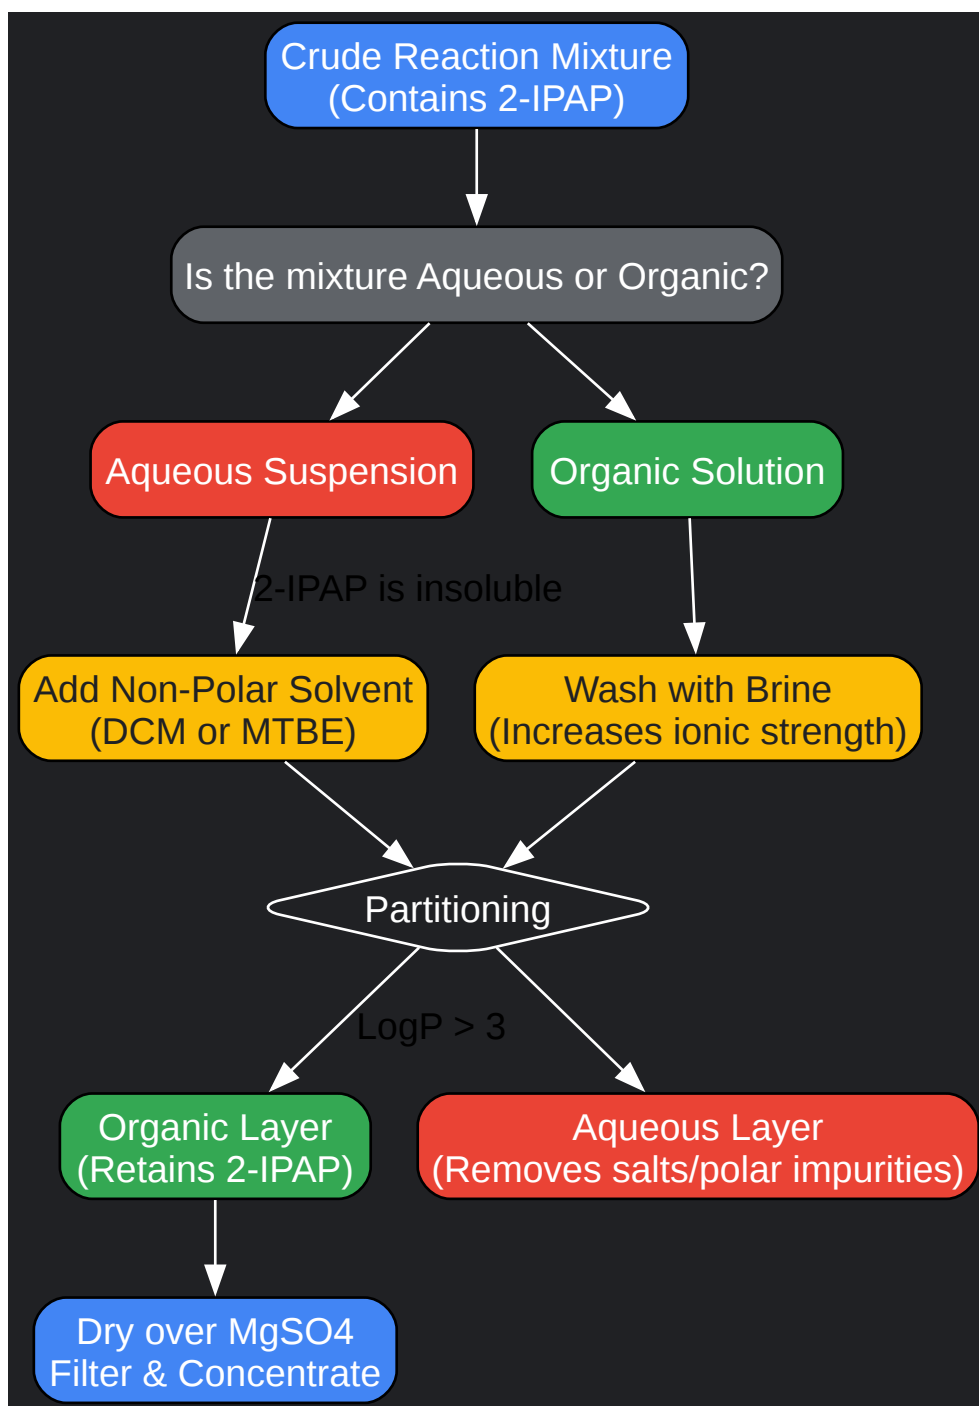 Crude Reaction Mixture
(Contains 2-IPAP)
Is the mixture Aqueous or Organic?
Aqueous Suspension
Organic Solution
2-IPAP is insoluble
Add Non-Polar Solvent
(DCM or MTBE)
Wash with Brine
(Increases ionic strength)
Partitioning
LogP > 3
Organic Layer
(Retains 2-IPAP)
Aqueous Layer
(Removes salts/polar impurities)
Dry over MgSO4
Filter & Concentrate